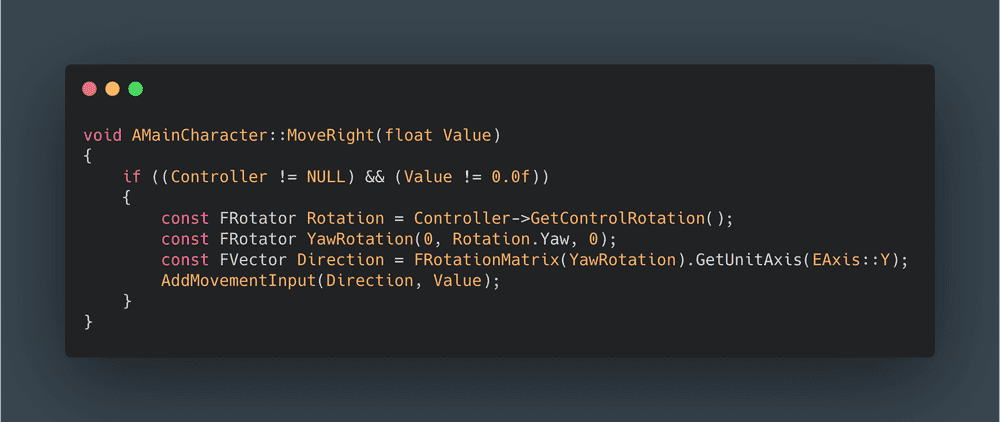 void AMainCharacter::MoveRight(float Value)
{
    if ((Controller != NULL) && (Value != 0.0f))
    {
        const FRotator Rotation = Controller->GetControlRotation();
        const FRotator YawRotation(0, Rotation.Yaw, 0);
        const FVector Direction = FRotationMatrix(YawRotation).GetUnitAxis(EAxis::Y);
        AddMovementInput(Direction, Value);
    }
}